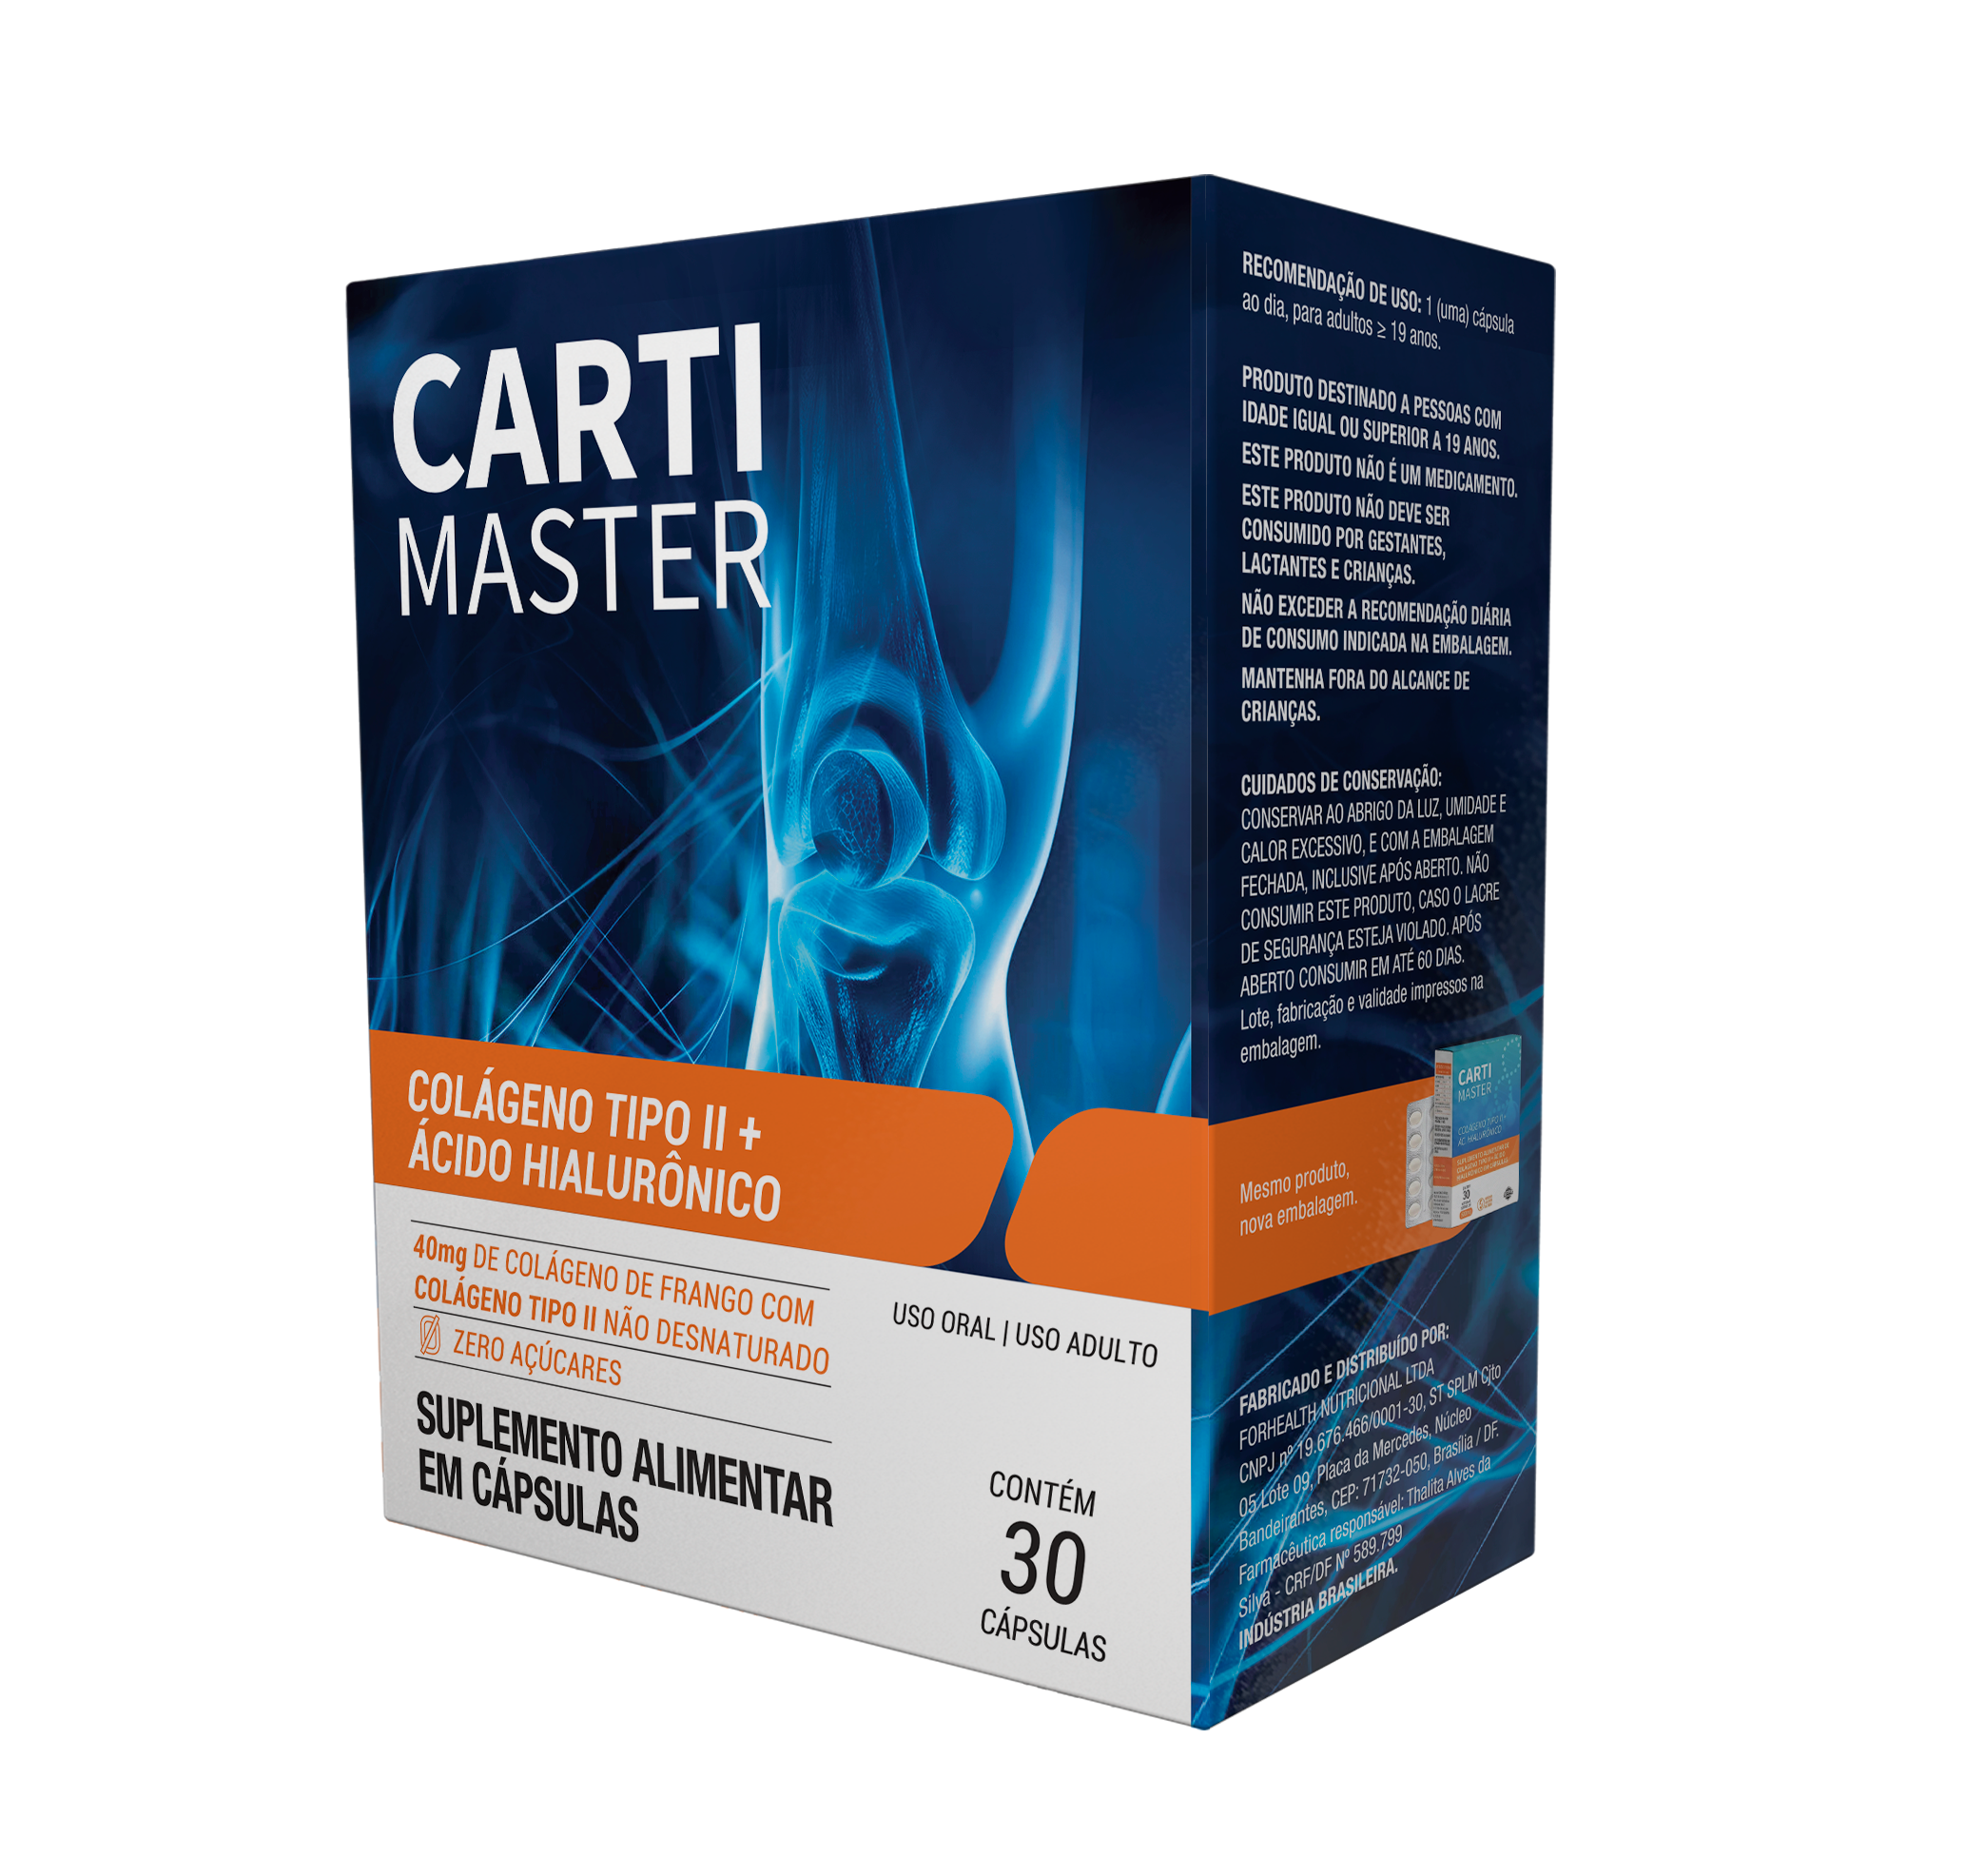 CARTI
MASTER
COLÁGENO TIPO II +
ÁCIDO HIALURÔNICO
40mg DE COLÁGENO DE FRANGO COM
COLÁGENO TIPO II NÃO DESNATURADO
ZERO AÇÚCARES
SUPLEMENTO ALIMENTAR
EM CÁPSULAS
USO ORAL | USO ADULTO
CONTÉM
30
CÁPSULAS
RECOMENDAÇÃO DE USO: 1 (uma) cápsula
ao dia, para adultos ≥ 19 anos.
PRODUTO DESTINADO A PESSOAS COM
IDADE IGUAL OU SUPERIOR A 19 ANOS.
ESTE PRODUTO NÃO É UM MEDICAMENTO.
ESTE PRODUTO NÃO DEVE SER
CONSUMIDO POR GESTANTES,
LACTANTES E CRIANÇAS.
NÃO EXCEDER A RECOMENDAÇÃO DIÁRIA
DE CONSUMO INDICADA NA EMBALAGEM.
MANTENHA FORA DO ALCANCE DE
CRIANÇAS.
CUIDADOS DE CONSERVAÇÃO:
CONSERVAR AO ABRIGO DA LUZ, UMIDADE E
CALOR EXCESSIVO, E COM A EMBALAGEM
FECHADA, INCLUSIVE APÓS ABERTO. NÃO
CONSUMIR ESTE PRODUTO, CASO O LACRE
DE SEGURANÇA ESTEJA VIOLADO. APÓS
ABERTO CONSUMIR EM ATÉ 60 DIAS.
Lote, fabricação e validade impressos na
embalagem.
Mesmo produto,
nova embalagem.
CARTI
MASTER
COLÁGENO TIPO II +
ÁC. HIALURÔNICO
30
FABRICADO E DISTRIBUÍDO POR:
FORHEALTH NUTRICIONAL LTDA
CNPJ nº 19.676.466/0001-30, ST SPLM Cjto
05 Lote 09, Placa da Mercedes, Núcleo
Bandeirantes, CEP: 71732-050, Brasília / DF.
Farmacêutica responsável: Thalita Alves da
Silva - CRF/DF Nº 589.799
INDÚSTRIA BRASILEIRA.